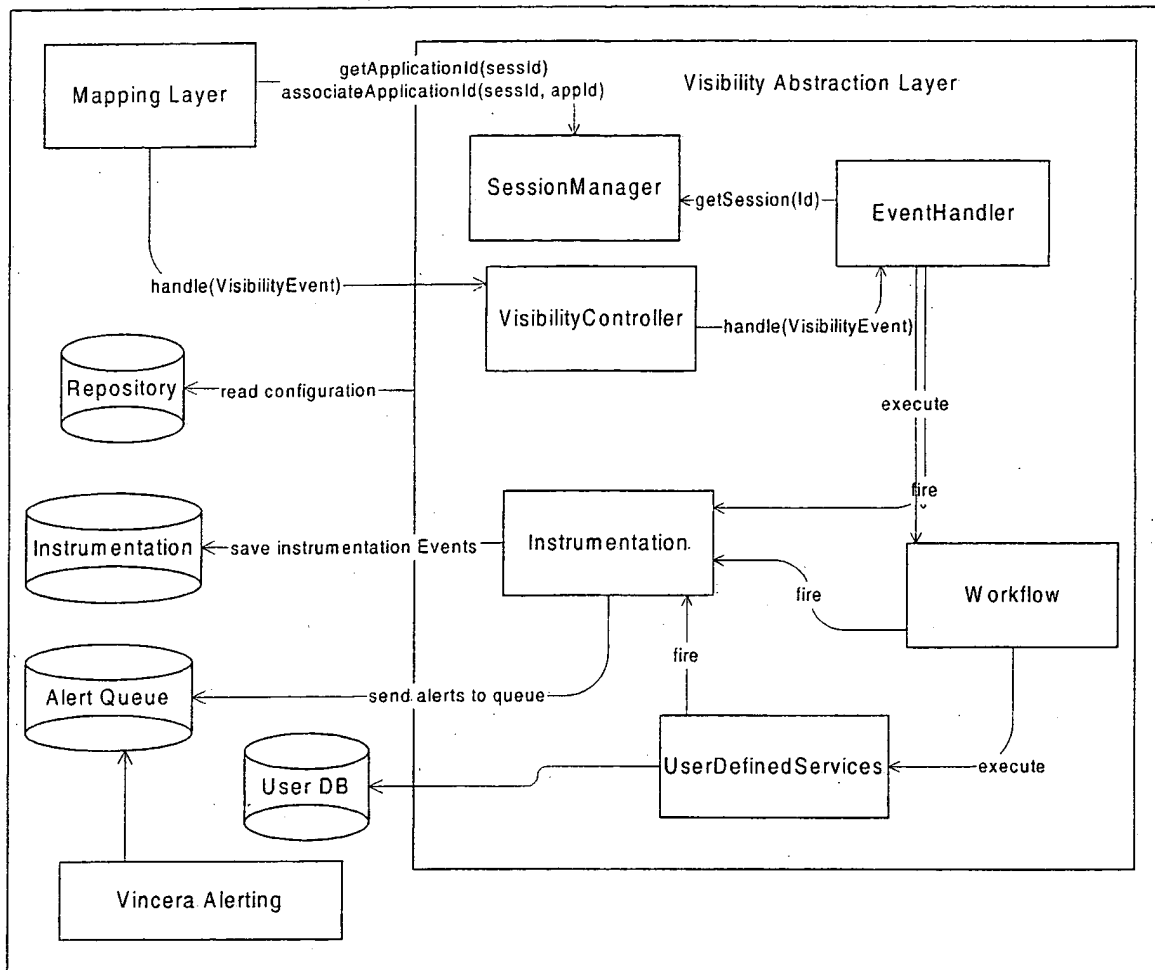 getApplicationId(sessId)
Mapping Layer
associateApplicationId(sessId, appId)
Visibility Abstraction Layer
SessionManager
getSession(Id)
EventHandler
handle(VisibilityEvent)
VisibilityController
handle(VisibilityEvent)
Repository
read configuration
execute
fire
Instrumentation
save instrumentation Events
Instrumentation
fire
Workflow
fire
Alert Queue
send alerts to queue
User DB
UserDefinedServices
execute
Vincera Alerting